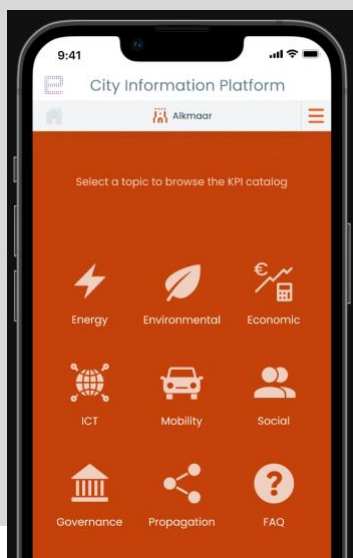 9:41
City Information Platform
Alkmaar
Select a topic to browse the KPI catalog
Energy Environmental Economic
ICT Mobility Social
Governance Propagation FAQ